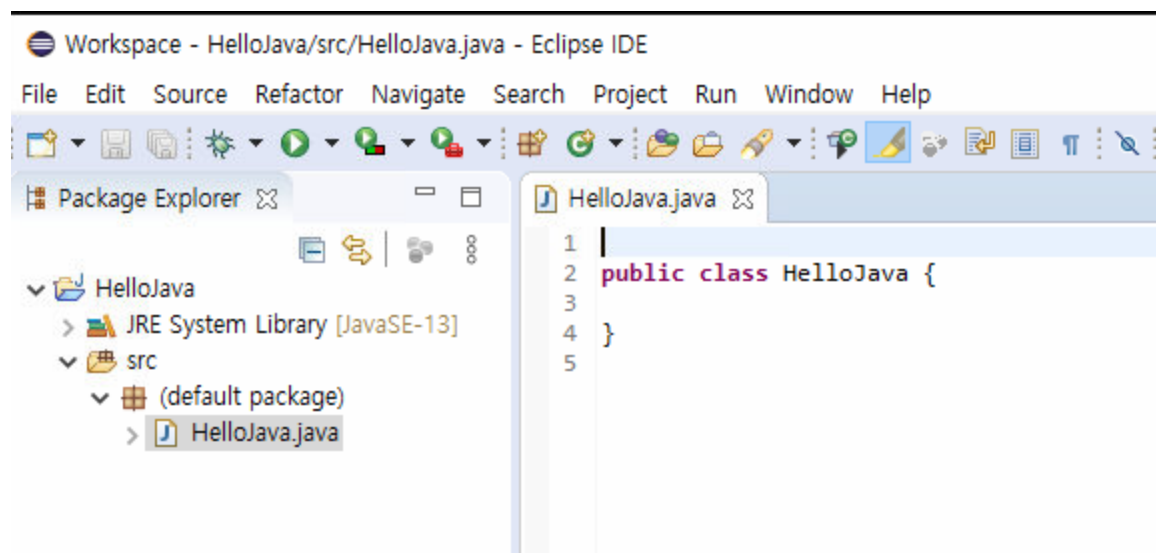 Workspace - HelloJava/src/HelloJava.java - Eclipse IDE
File Edit Source Refactor Navigate Search Project Run Window Help
Package Explorer
HelloJava
JRE System Library [JavaSE-13]
src
(default package)
HelloJava.java
HelloJava.java
1
2 public class HelloJava {
3
4 }
5